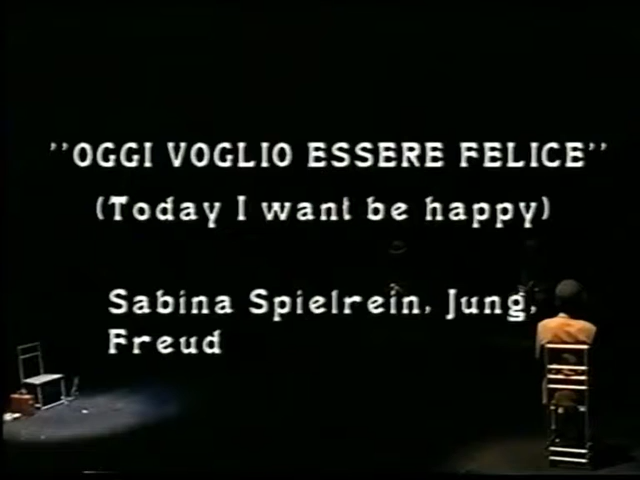 "OGGI VOGLIO ESSERE FELICE"
(Today I want be happy)
Sabina Spielrein, Jung,
Freud